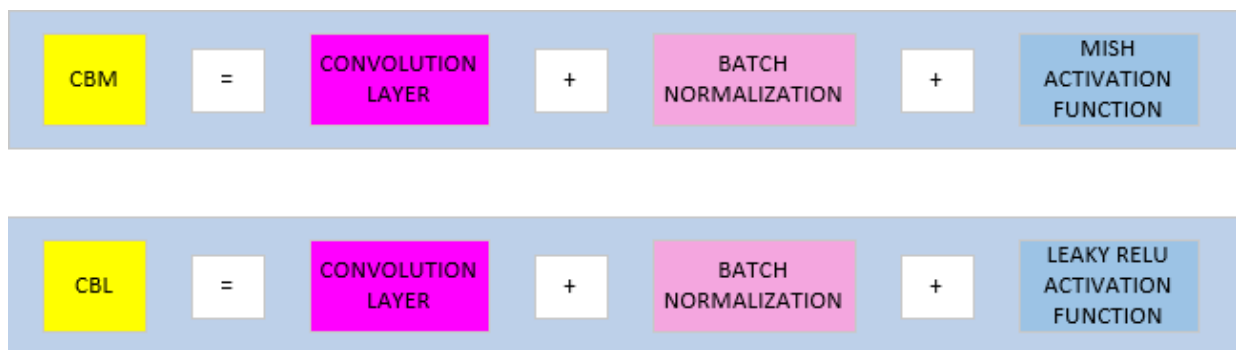 CBM = CONVOLUTION LAYER + BATCH NORMALIZATION + MISH ACTIVATION FUNCTION
CBL = CONVOLUTION LAYER + BATCH NORMALIZATION + LEAKY RELU ACTIVATION FUNCTION